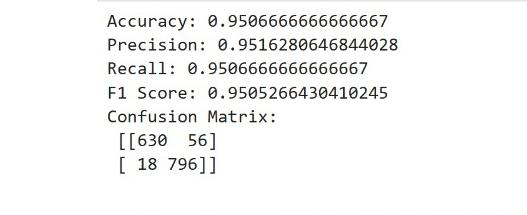 Accuracy: 0.9506666666666667
Precision: 0.9516280646844028
Recall: 0.9506666666666667
F1 Score: 0.9505266430410245
Confusion Matrix:
[[630  56]
[ 18 796]]